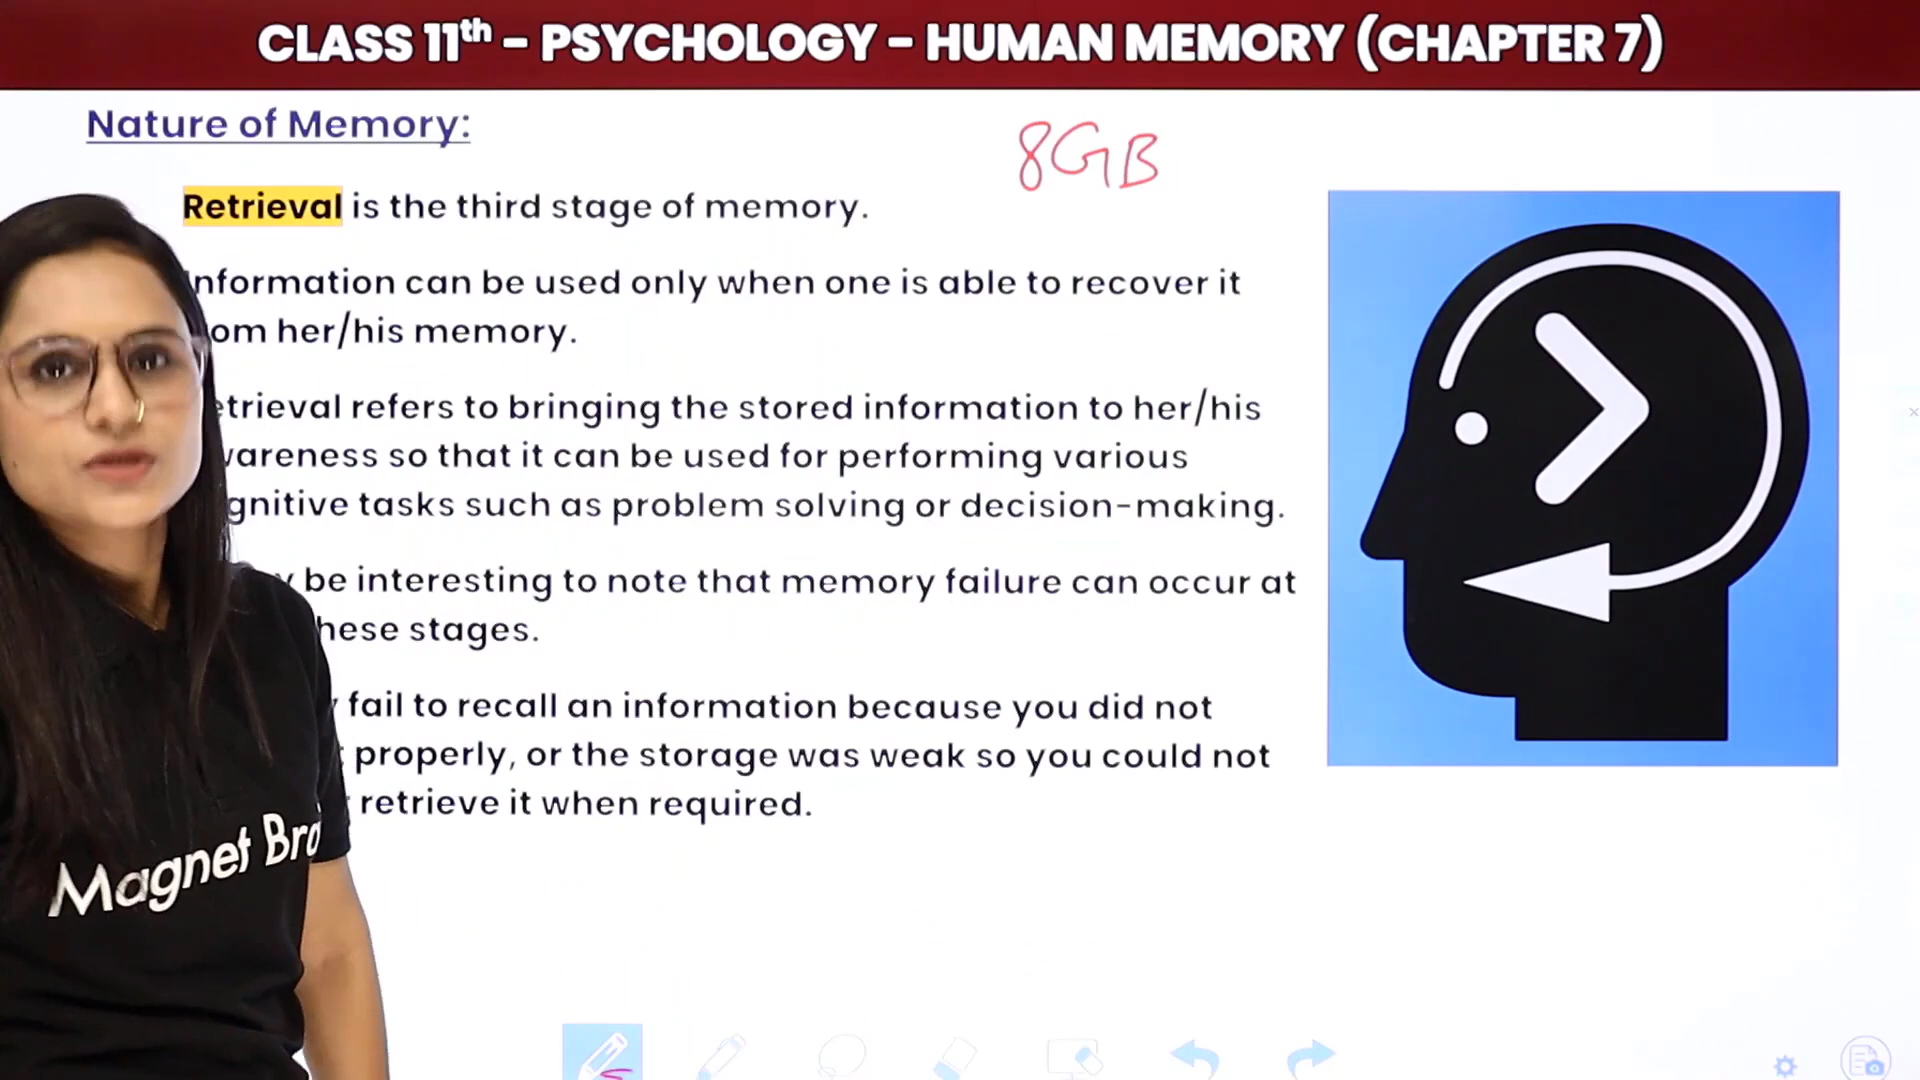 CLASS 11th - PSYCHOLOGY - HUMAN MEMORY (CHAPTER 7)
Nature of Memory:
8GB
Retrieval is the third stage of memory.
nformation can be used only when one is able to recover it
om her/his memory.
trieval refers to bringing the stored information to her/his
wareness so that it can be used for performing various
gnitive tasks such as problem solving or decision-making.
y be interesting to note that memory failure can occur at
hese stages.
fail to recall an information because you did not
properly, or the storage was weak so you could not
retrieve it when required.
Magnet Bra